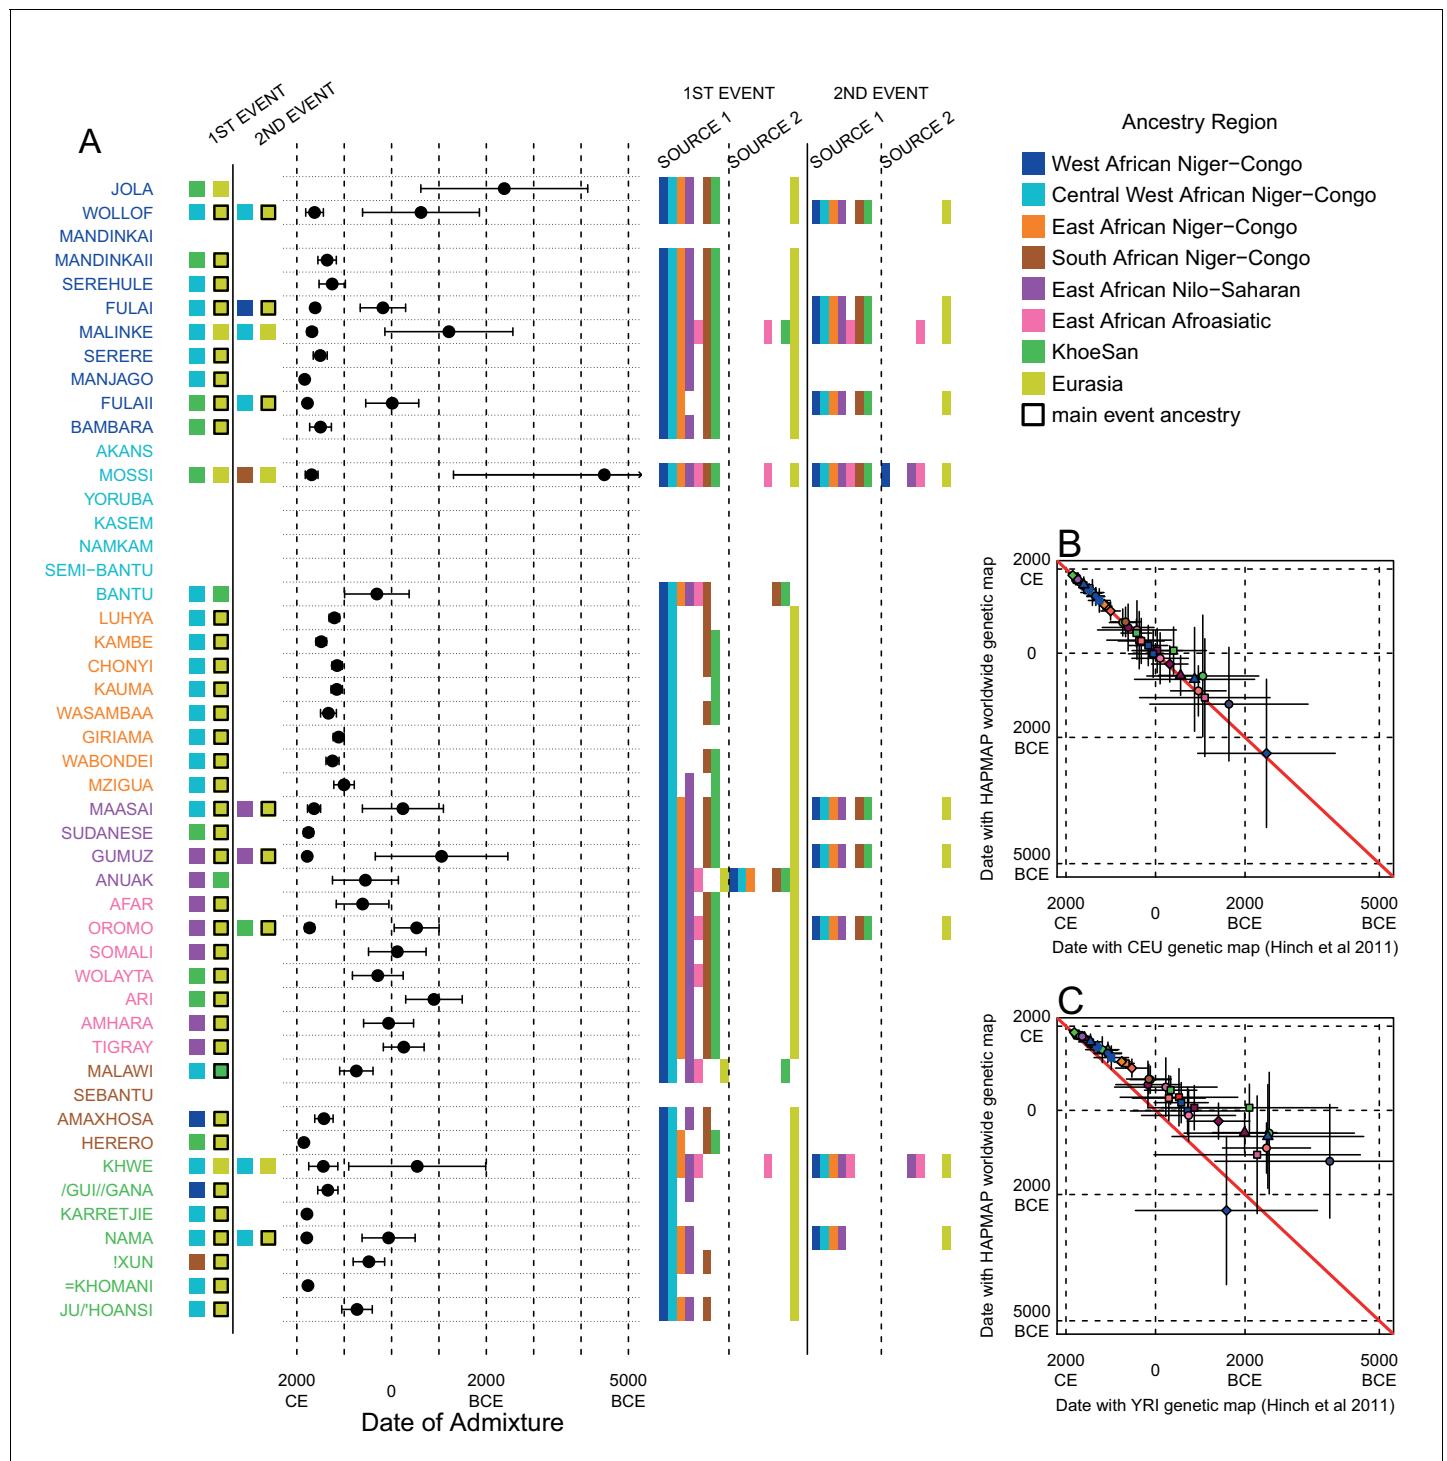 A
1ST EVENT
2ND EVENT
1ST EVENT
2ND EVENT
SOURCE 1
SOURCE 2
SOURCE 1
SOURCE 2
JOLA
WOLLOF
MANDINKAI
MANDINKAII
SEREHULE
FULAI
MALINKE
SERERE
MANJAGO
FULAII
BAMBARA
AKANS
MOSSI
YORUBA
KASEM
NAMKAM
SEMI−BANTU
BANTU
LUHYA
KAMBE
CHONYI
KAUMA
WASAMBAA
GIRIAMA
WABONDEI
MZIGUA
MAASAI
SUDANESE
GUMUZ
ANUAK
AFAR
OROMO
SOMALI
WOLAYTA
ARI
AMHARA
TIGRAY
MALAWI
SEBANTU
AMAXHOSA
HERERO
KHWE
/GUI//GANA
KARRETJIE
NAMA
!XUN
=KHOMANI
JU/'HOANSI
2000 CE
0
2000 BCE
5000 BCE
Date of Admixture
Ancestry Region
West African Niger−Congo
Central West African Niger−Congo
East African Niger−Congo
South African Niger−Congo
East African Nilo−Saharan
East African Afroasiatic
KhoeSan
Eurasia
main event ancestry
B
Date with HAPMAP worldwide genetic map
2000 CE
0
2000 BCE
5000 BCE
2000 CE
0
2000 BCE
5000 BCE
Date with CEU genetic map (Hinch et al 2011)
C
Date with HAPMAP worldwide genetic map
2000 CE
0
2000 BCE
5000 BCE
2000 CE
0
2000 BCE
5000 BCE
Date with YRI genetic map (Hinch et al 2011)